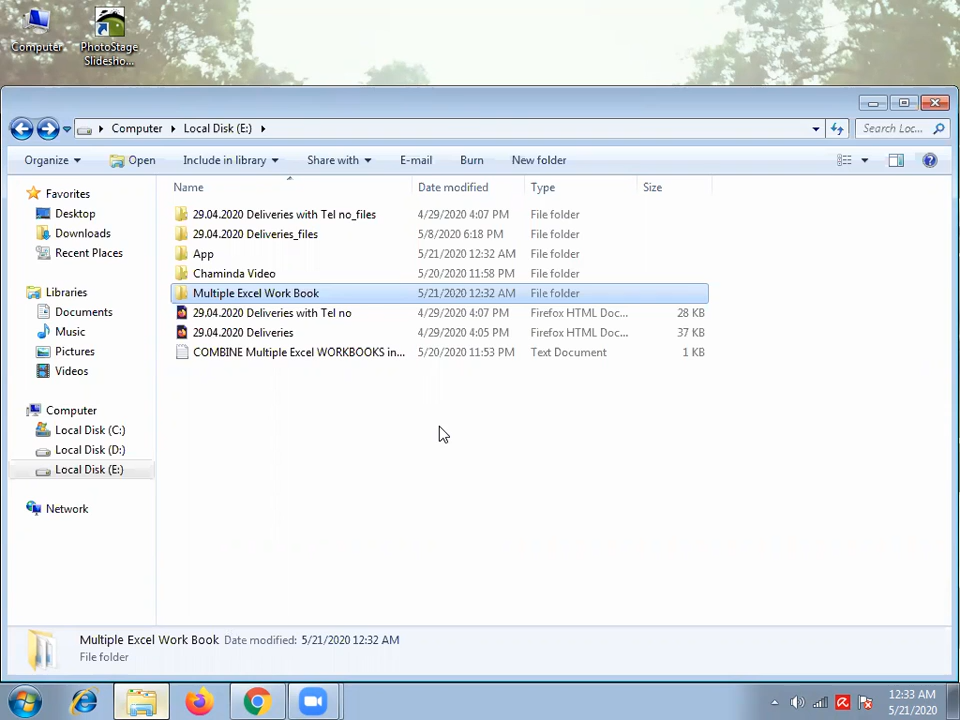 Computer
PhotoStage
Slidesho...
Computer
Local Disk (E:)
Search Loc...
Organize
Open
Include in library
Share with
E-mail
Burn
New folder
Name
Date modified
Type
Size
Favorites
Desktop
Downloads
Recent Places
Libraries
Documents
Music
Pictures
Videos
Computer
Local Disk (C:)
Local Disk (D:)
Local Disk (E:)
Network
29.04.2020 Deliveries with Tel no_files 4/29/2020 4:07 PM File folder
29.04.2020 Deliveries_files 5/8/2020 6:18 PM File folder
App 5/21/2020 12:32 AM File folder
Chaminda Video 5/20/2020 11:58 PM File folder
Multiple Excel Work Book 5/21/2020 12:32 AM File folder
29.04.2020 Deliveries with Tel no 4/29/2020 4:07 PM Firefox HTML Doc... 28 KB
29.04.2020 Deliveries 4/29/2020 4:05 PM Firefox HTML Doc... 37 KB
COMBINE Multiple Excel WORKBOOKS in... 5/20/2020 11:53 PM Text Document 1 KB
Multiple Excel Work Book Date modified: 5/21/2020 12:32 AM
File folder
12:33 AM
5/21/2020